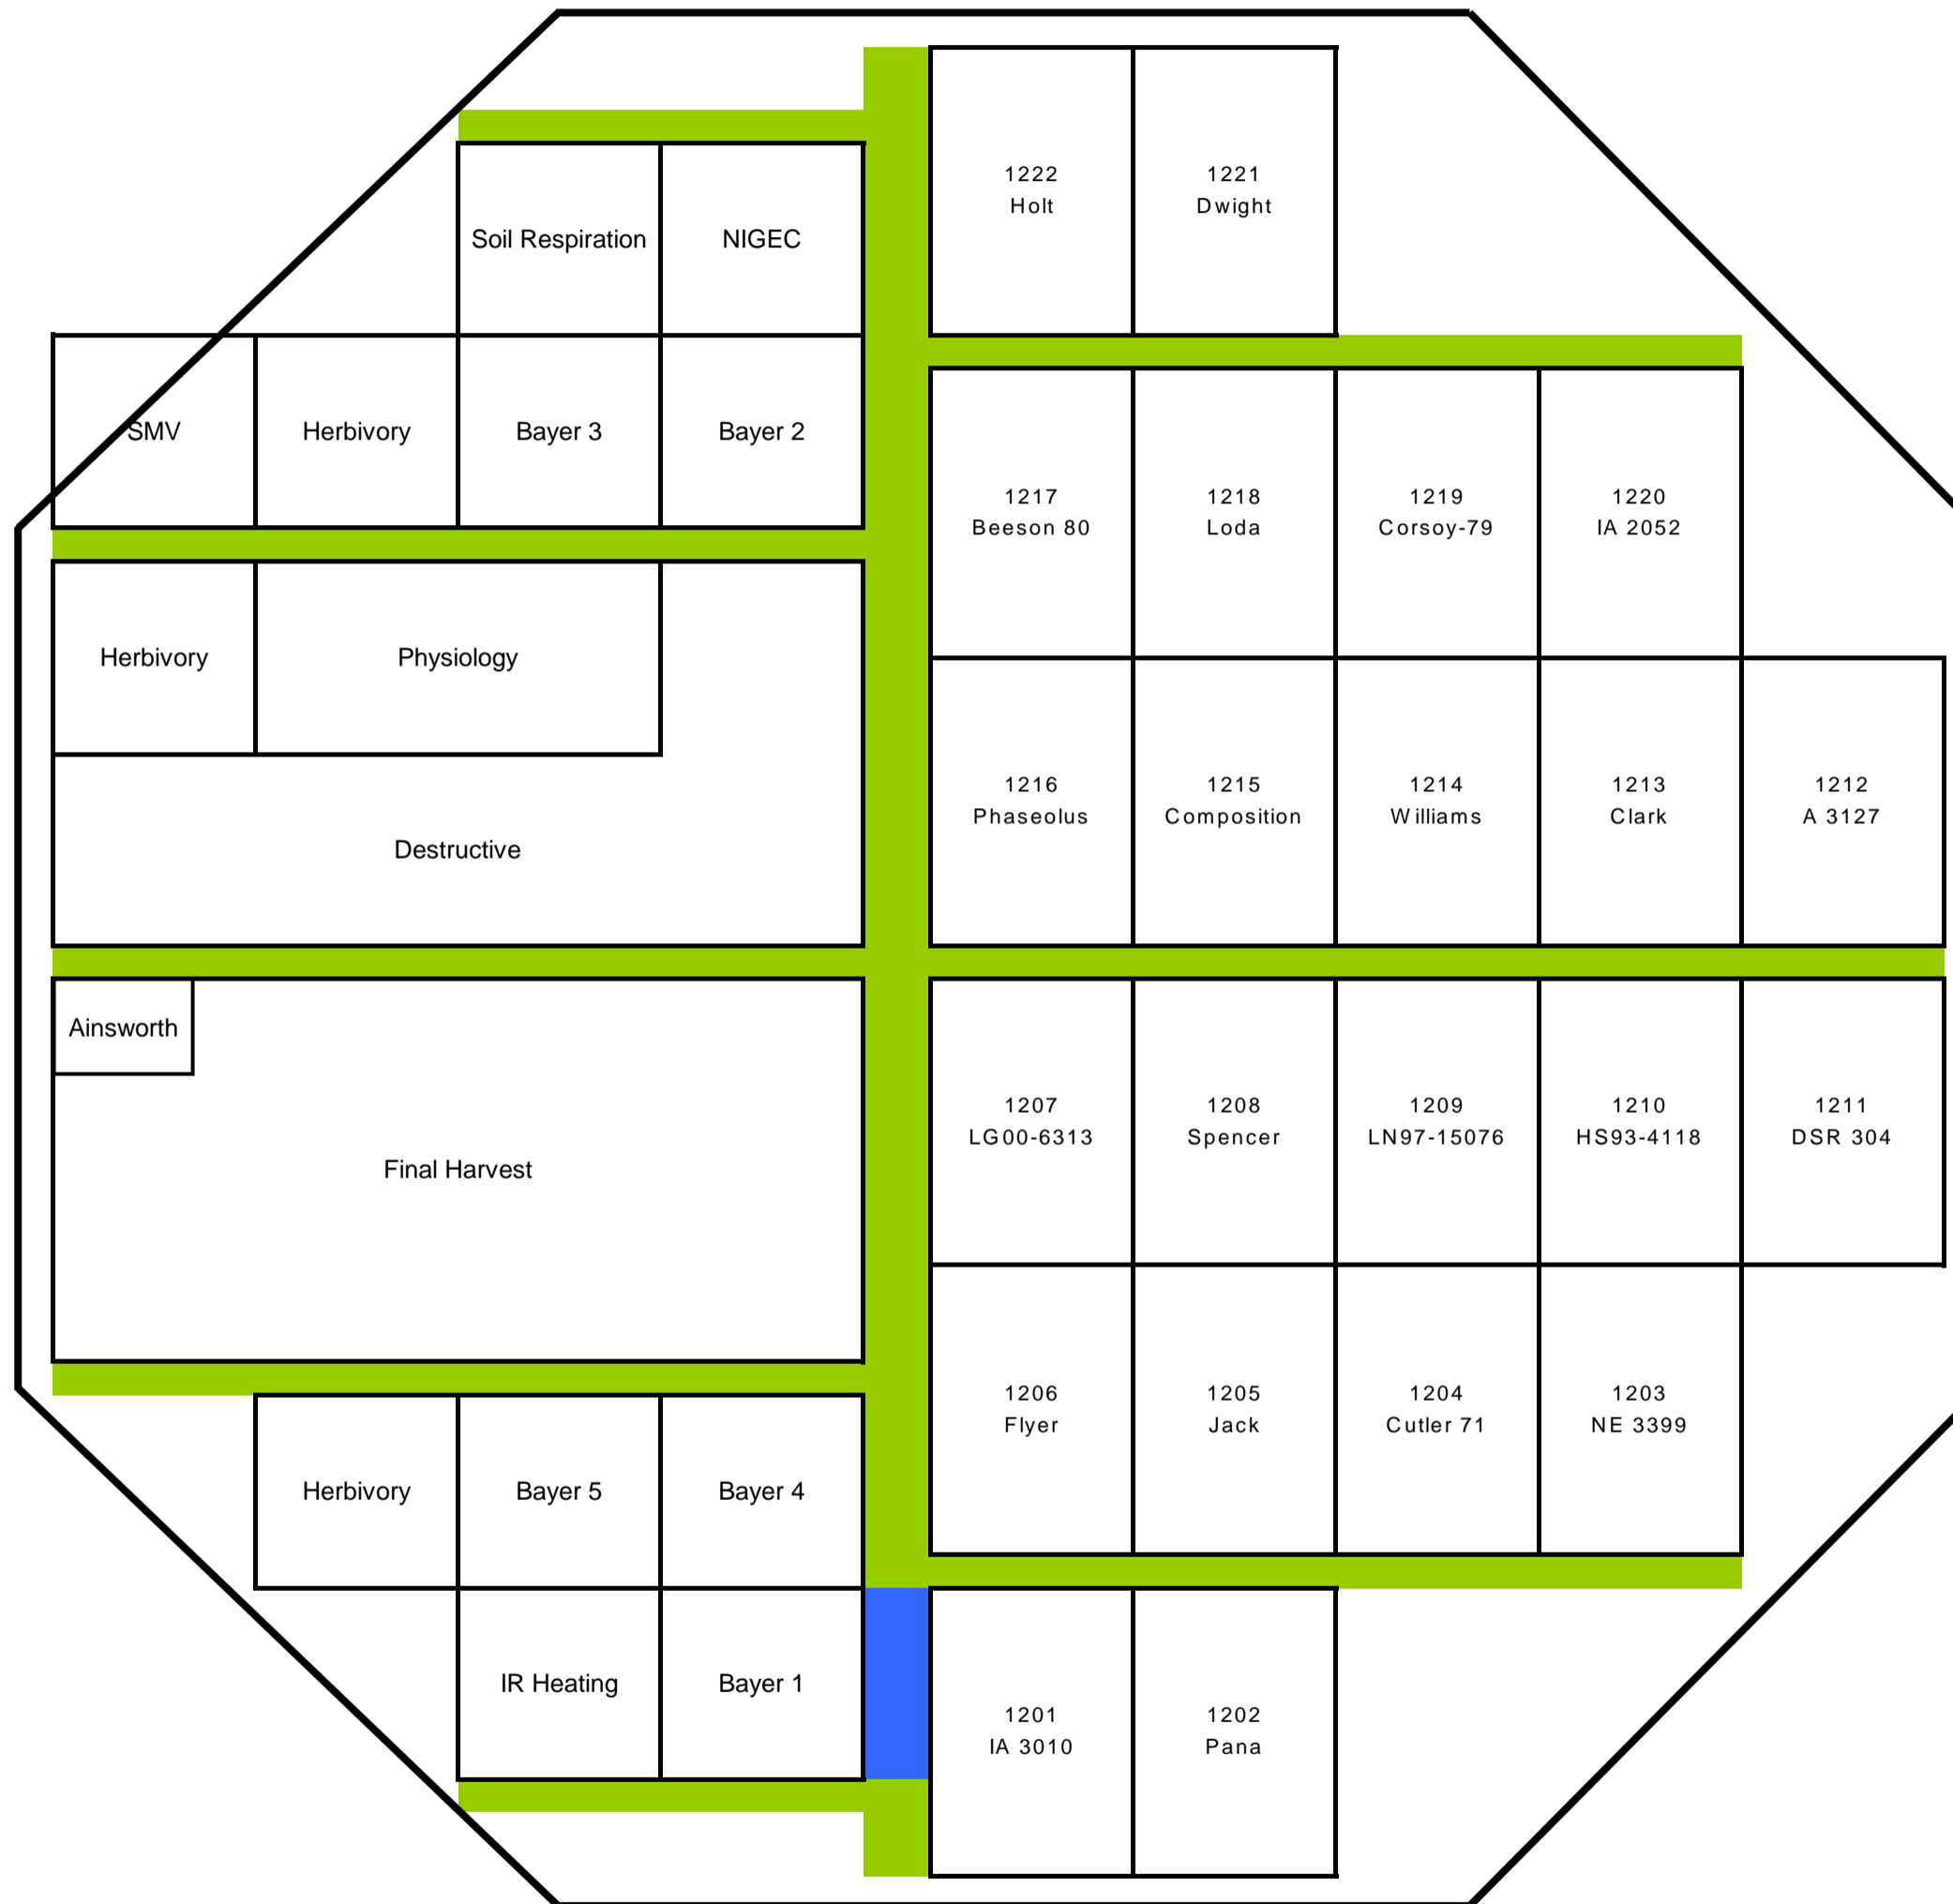 1222
Holt
1221
Dwight
Soil Respiration
NIGEC
SMV
Herbivory
Bayer 3
Bayer 2
1217
Beeson 80
1218
Loda
1219
Corsoy-79
1220
IA 2052
Herbivory
Physiology
Destructive
1216
Phaseolus
1215
Composition
1214
Williams
1213
Clark
1212
A 3127
Ainsworth
Final Harvest
1207
LG00-6313
1208
Spencer
1209
LN97-15076
1210
HS93-4118
1211
DSR 304
1206
Flyer
1205
Jack
1204
Cutler 71
1203
NE 3399
Herbivory
Bayer 5
Bayer 4
IR Heating
Bayer 1
1201
IA 3010
1202
Pana